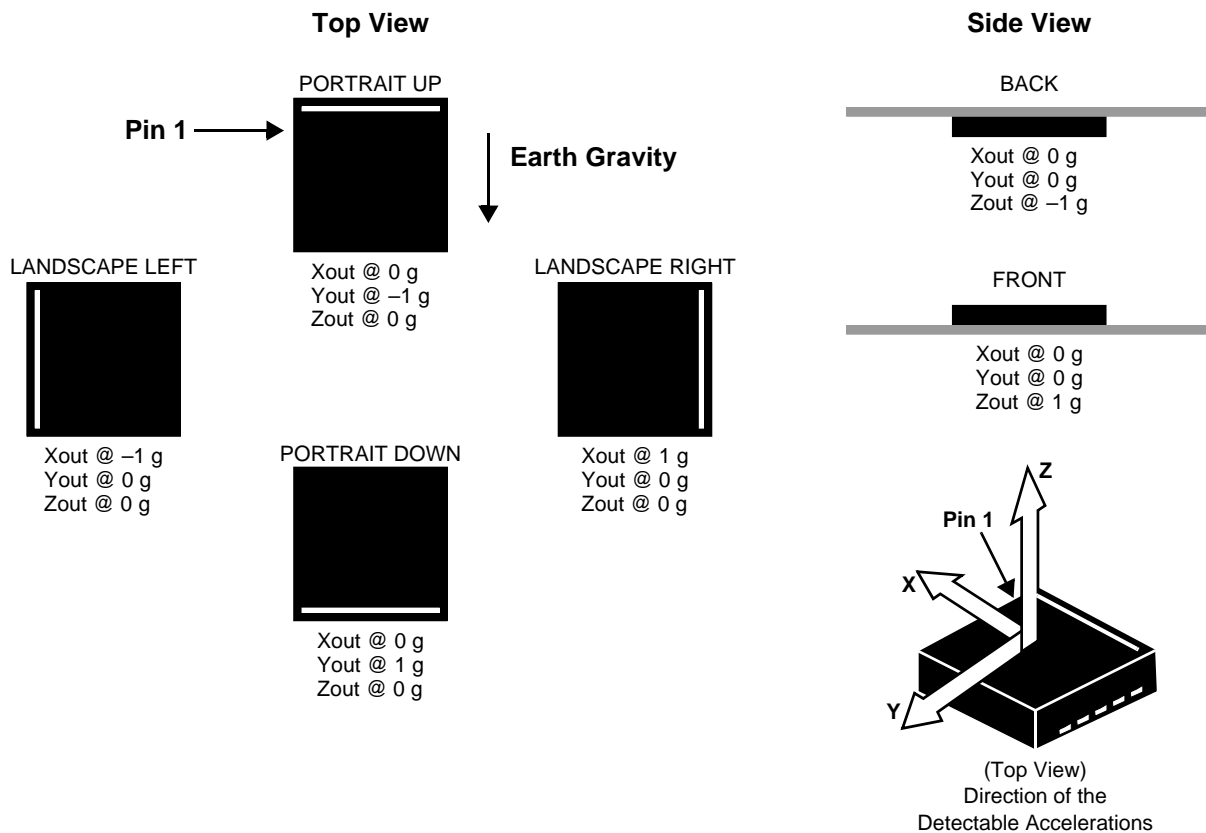 Top View
Side View
PORTRAIT UP
Pin 1
Earth Gravity
Xout @ 0 g
Yout @ –1 g
Zout @ 0 g
LANDSCAPE LEFT
Xout @ –1 g
Yout @ 0 g
Zout @ 0 g
LANDSCAPE RIGHT
Xout @ 1 g
Yout @ 0 g
Zout @ 0 g
PORTRAIT DOWN
Xout @ 0 g
Yout @ 1 g
Zout @ 0 g
BACK
Xout @ 0 g
Yout @ 0 g
Zout @ –1 g
FRONT
Xout @ 0 g
Yout @ 0 g
Zout @ 1 g
Z
Pin 1
X
Y
(Top View)
Direction of the
Detectable Accelerations